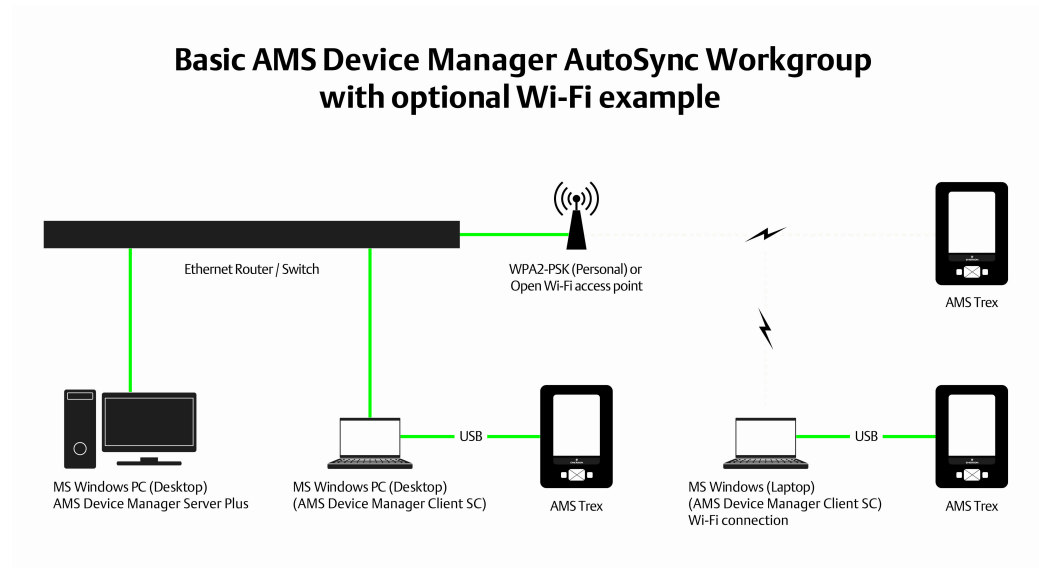 Basic AMS Device Manager AutoSync Workgroup
with optional Wi-Fi example
Ethernet Router / Switch
WPA2-PSK (Personal) or
Open Wi-Fi access point
AMS Trex
USB
USB
MS Windows PC (Desktop)
AMS Device Manager Server Plus
MS Windows PC (Desktop)
(AMS Device Manager Client SC)
AMS Trex
MS Windows (Laptop)
(AMS Device Manager Client SC)
Wi-Fi connection
AMS Trex